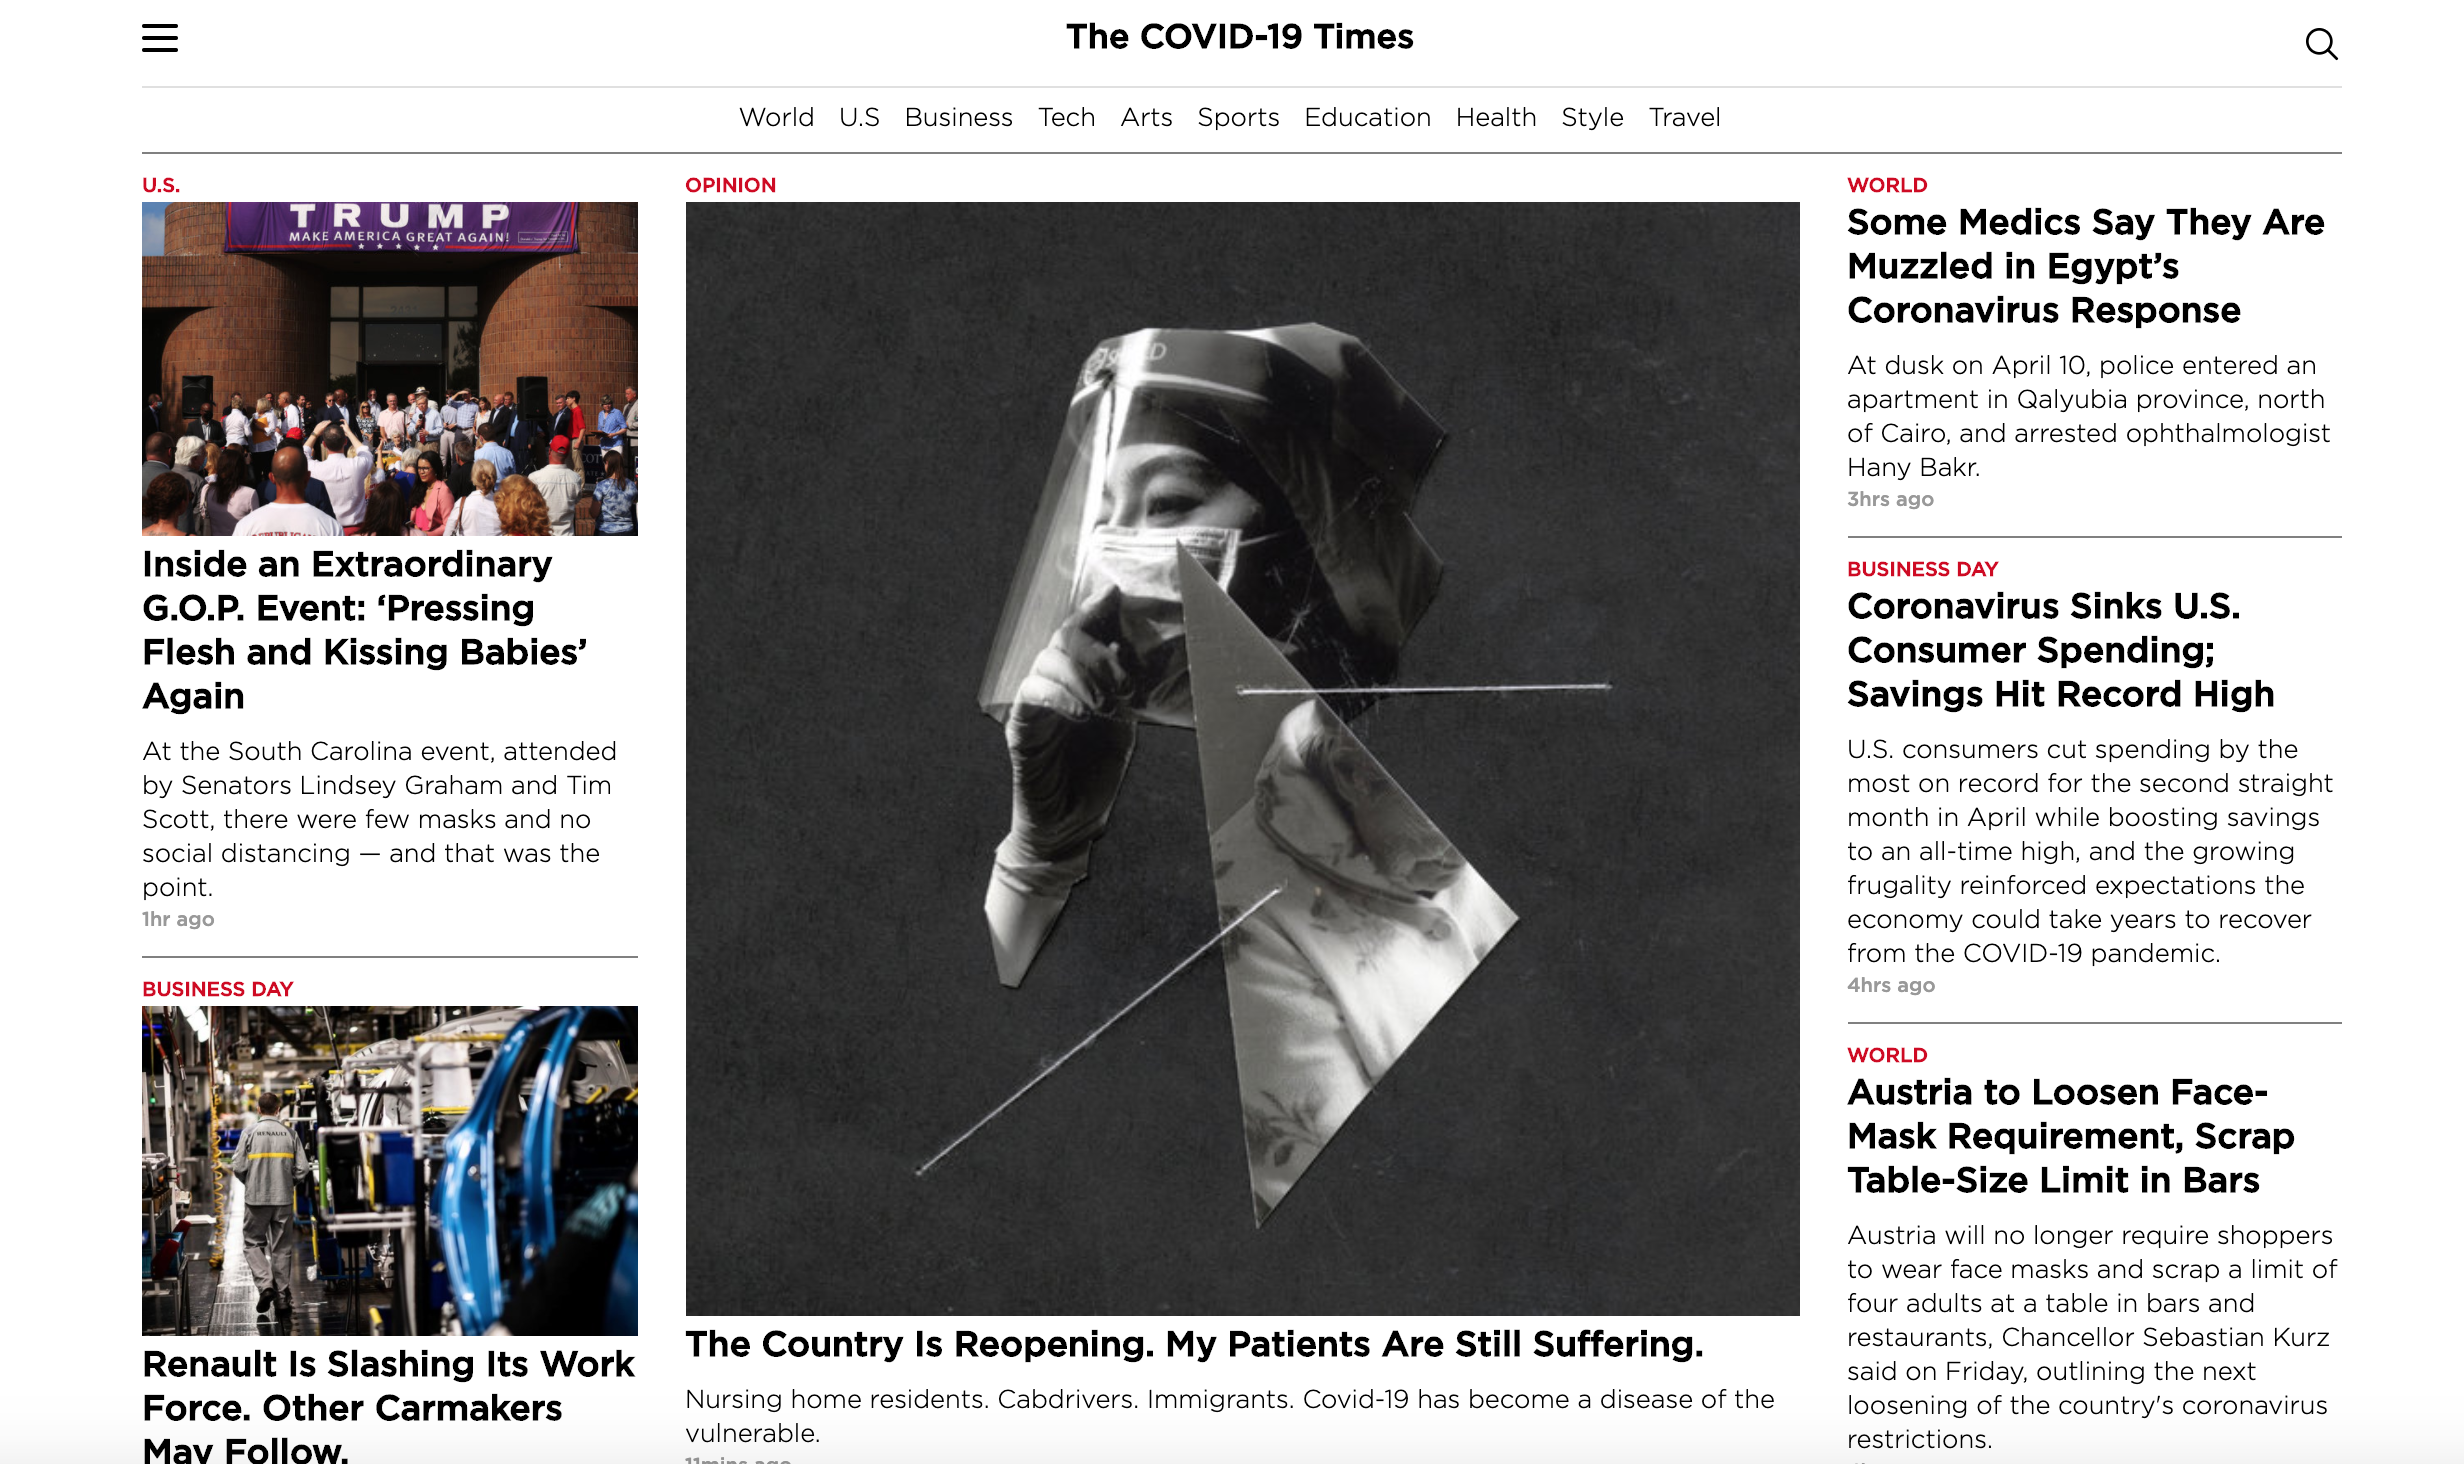 The COVID-19 Times
World U.S Business Tech Arts Sports Education Health Style Travel
U.S.
TRUMP
MAKE AMERICA GREAT AGAIN!
Inside an Extraordinary
G.O.P. Event: ‘Pressing
Flesh and Kissing Babies’
Again
At the South Carolina event, attended
by Senators Lindsey Graham and Tim
Scott, there were few masks and no
social distancing — and that was the
point.
1hr ago
BUSINESS DAY
RENAULT
Renault Is Slashing Its Work
Force. Other Carmakers
May Follow.
OPINION
The Country Is Reopening. My Patients Are Still Suffering.
Nursing home residents. Cabdrivers. Immigrants. Covid-19 has become a disease of the
vulnerable.
11mins ago
WORLD
Some Medics Say They Are
Muzzled in Egypt’s
Coronavirus Response
At dusk on April 10, police entered an
apartment in Qalyubia province, north
of Cairo, and arrested ophthalmologist
Hany Bakr.
3hrs ago
BUSINESS DAY
Coronavirus Sinks U.S.
Consumer Spending;
Savings Hit Record High
U.S. consumers cut spending by the
most on record for the second straight
month in April while boosting savings
to an all-time high, and the growing
frugality reinforced expectations the
economy could take years to recover
from the COVID-19 pandemic.
4hrs ago
WORLD
Austria to Loosen Face-
Mask Requirement, Scrap
Table-Size Limit in Bars
Austria will no longer require shoppers
to wear face masks and scrap a limit of
four adults at a table in bars and
restaurants, Chancellor Sebastian Kurz
said on Friday, outlining the next
loosening of the country's coronavirus
restrictions.